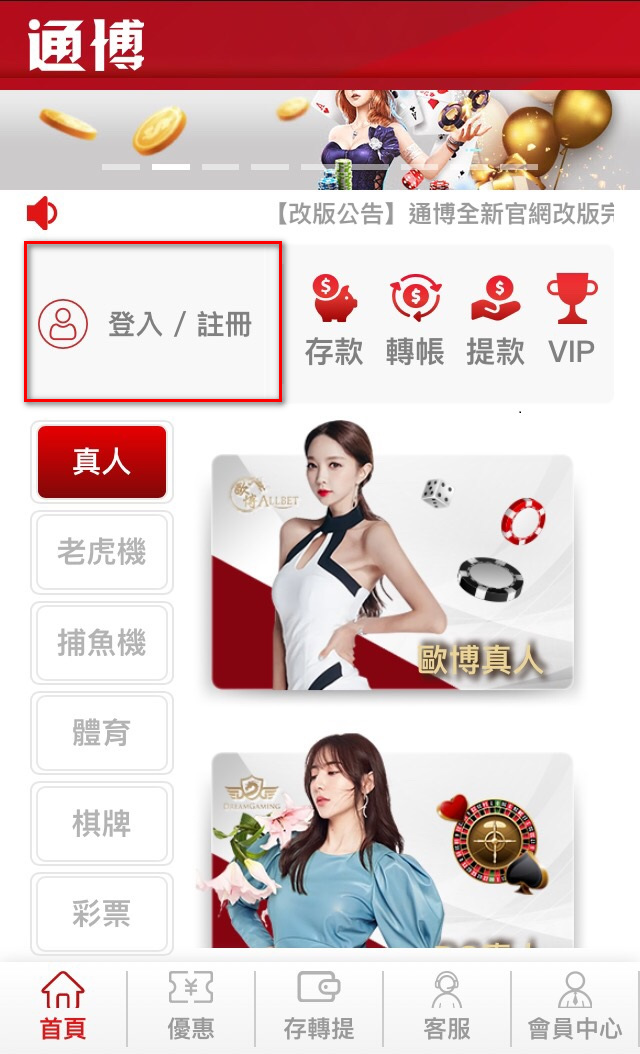 通博
【改版公告】通博全新官網改版完
登入 / 註冊
存款 轉帳 提款 VIP
真人
老虎機
捕魚機
體育
棋牌
彩票
歐博 ALLBET
歐博真人
DREAMGAMING
首頁 優惠 存轉提 客服 會員中心